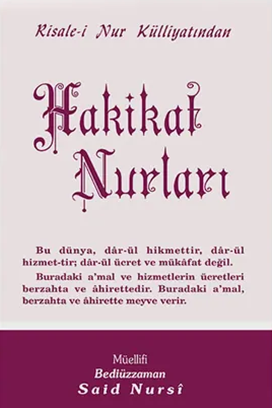 Risale-i Nur Külliyatından
Hakikat
Nurları
Bu dünya, dâr-ül hikmettir, dâr-ül
hizmet-tir; dâr-ül ücret ve mükâfat değil.
Buradaki a'mal ve hizmetlerin ücretleri
berzahta ve âhirettedir. Buradaki a'mal,
berzahta ve âhirette meyve verir.
Müellifi
Bediüzzaman
Said Nursî